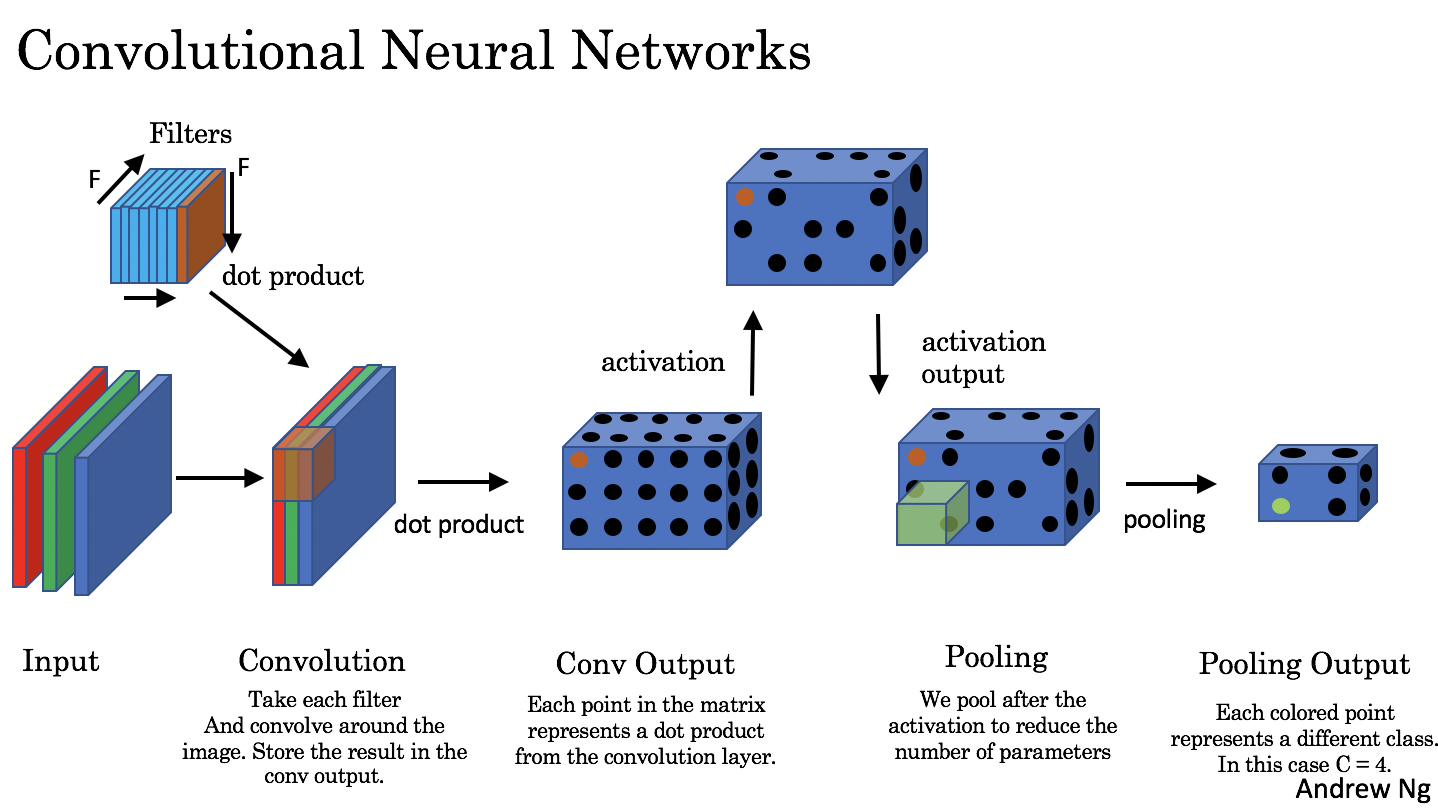 Convolutional Neural Networks
Filters
F
F
dot product
activation
activation
output
dot product
pooling
Input
Convolution
Take each filter
And convolve around the
image. Store the result in the
conv output.
Conv Output
Each point in the matrix
represents a dot product
from the convolution layer.
Pooling
We pool after the
activation to reduce the
number of parameters
Pooling Output
Each colored point
represents a different class.
In this case C = 4.
Andrew Ng